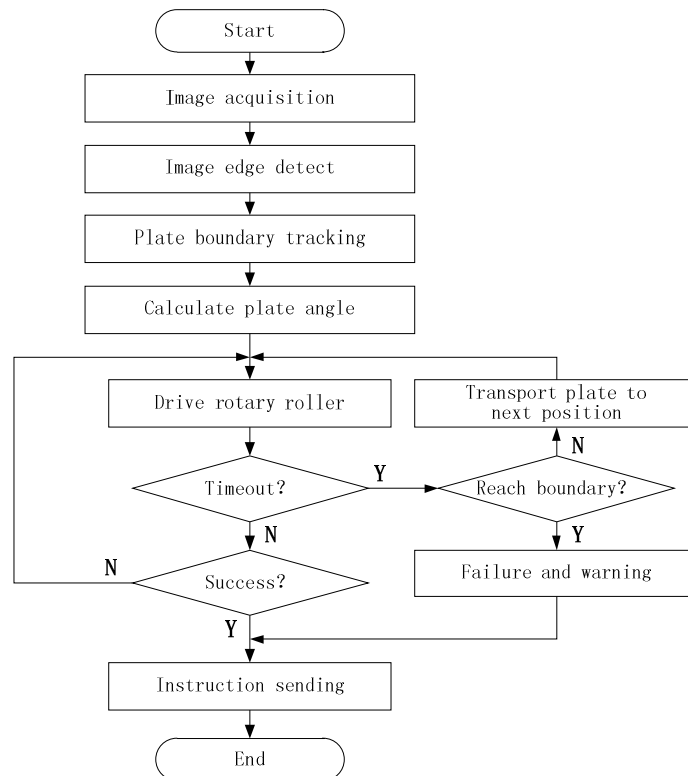 Start
Image acquisition
Image edge detect
Plate boundary tracking
Calculate plate angle
Drive rotary roller
Transport plate to
next position
N
Timeout?
Y
Reach boundary?
N
Y
N
Success?
Failure and warning
Y
Instruction sending
End